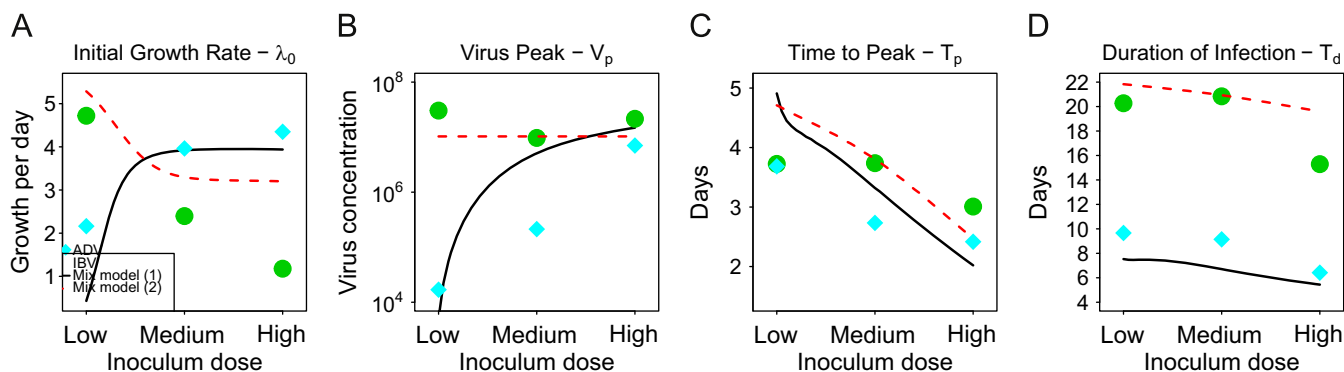 A
Initial Growth Rate − λ0
Growth per day
5
4
3
2
1
ADV
IBV
Mix model (1)
Mix model (2)
Low Medium High
Inoculum dose
B
Virus Peak − Vp
Virus concentration
10^8
10^6
10^4
Low Medium High
Inoculum dose
C
Time to Peak − Tp
Days
5
4
3
2
Low Medium High
Inoculum dose
D
Duration of Infection − Td
Days
22
20
18
16
14
12
10
8
6
4
Low Medium High
Inoculum dose